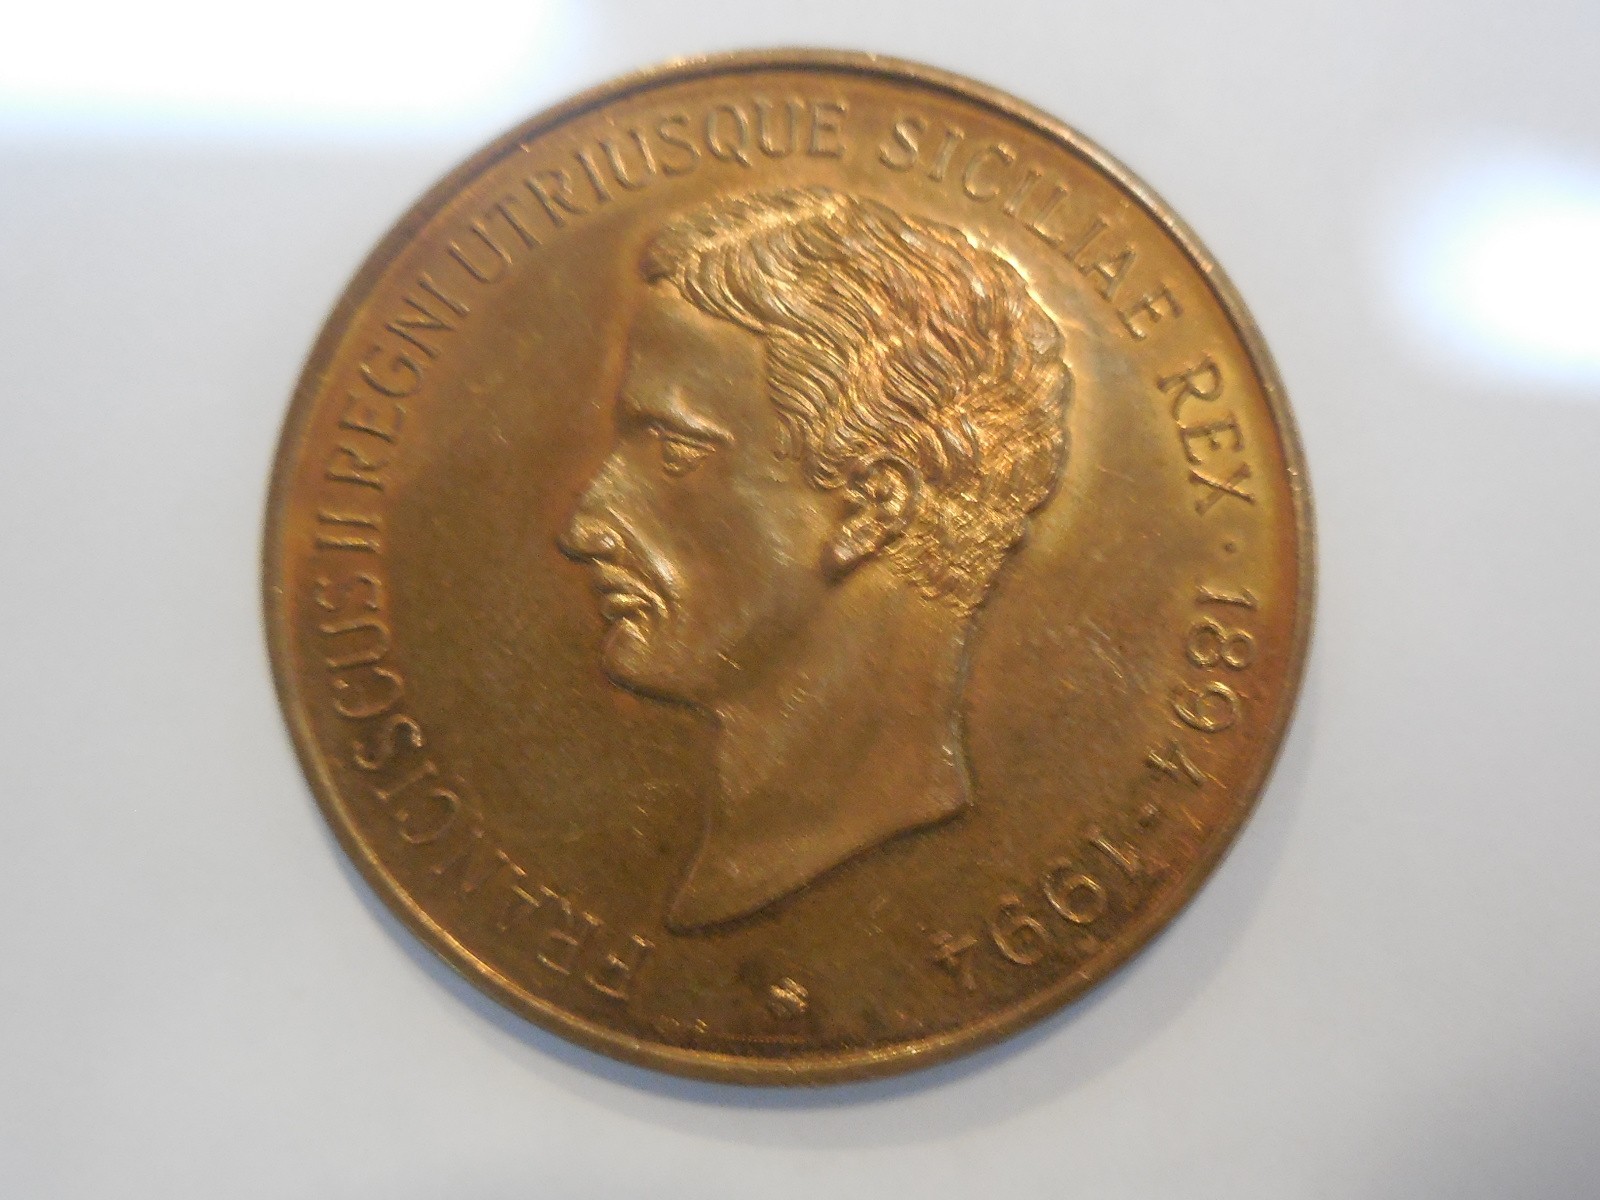 FRANCISCUS II REGNI UTRIUSQUE SICILIAE REX · 1894 - 1994